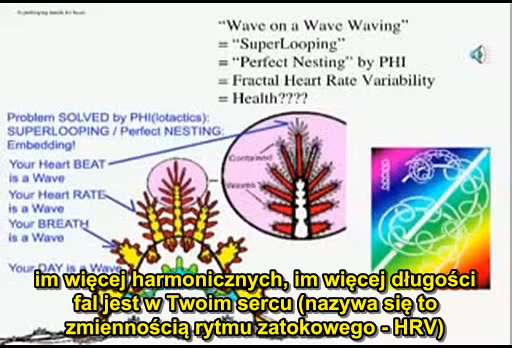 "Wave on a Wave Waving"
= "SuperLooping"
= "Perfect Nesting" by PHI
= Fractal Heart Rate Variability
= Health????
Problem SOLVED by PHI(lotactics):
SUPERLOOPING / Perfect NESTING:
Embedding!
Contained
Waves
Your Heart BEAT
is a Wave
Your Heart RATE
is a Wave
Your BREATH
is a Wave
Your DAY is a Wave
im więcej harmonicznych, im więcej długości
fal jest w Twoim sercu (nazywa się to
zmiennością rytmu zatokowego - HRV)